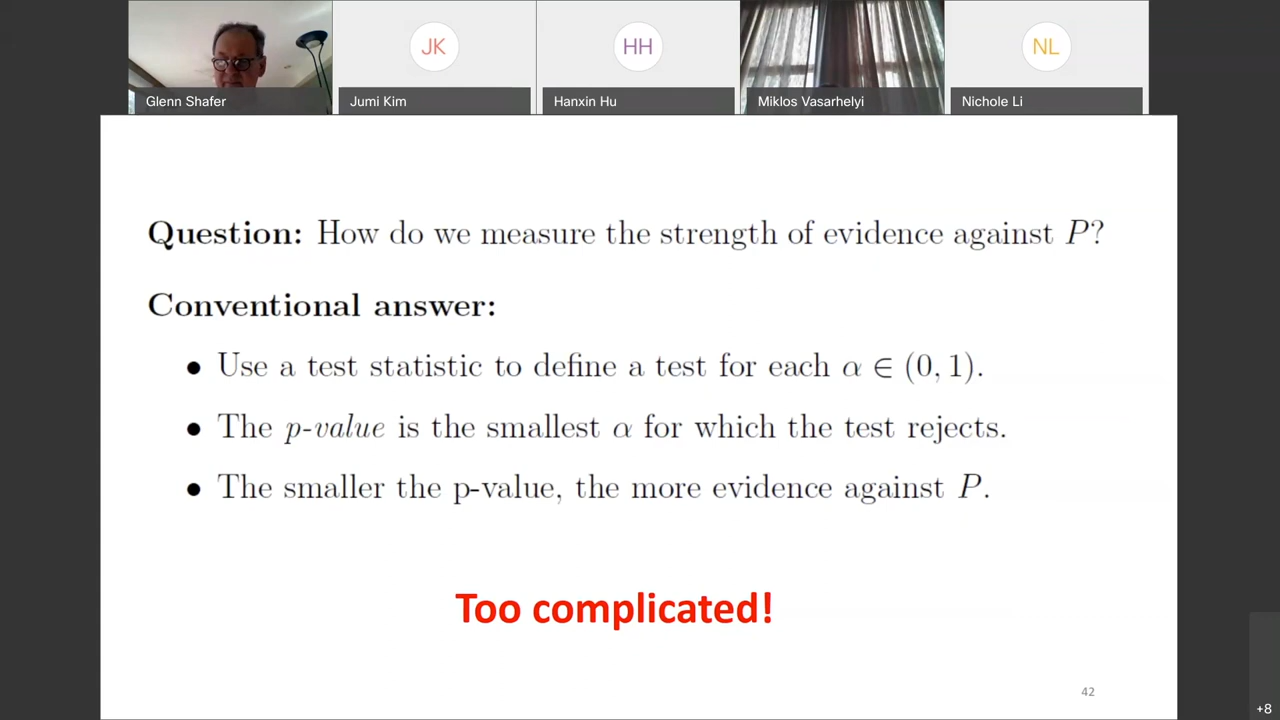 JK
HH
NL
Glenn Shafer
Jumi Kim
Hanxin Hu
Miklos Vasarhelyi
Nichole Li
Question: How do we measure the strength of evidence against P?
Conventional answer:
• Use a test statistic to define a test for each α ∈ (0, 1).
• The p-value is the smallest α for which the test rejects.
• The smaller the p-value, the more evidence against P.
Too complicated!
42
+8